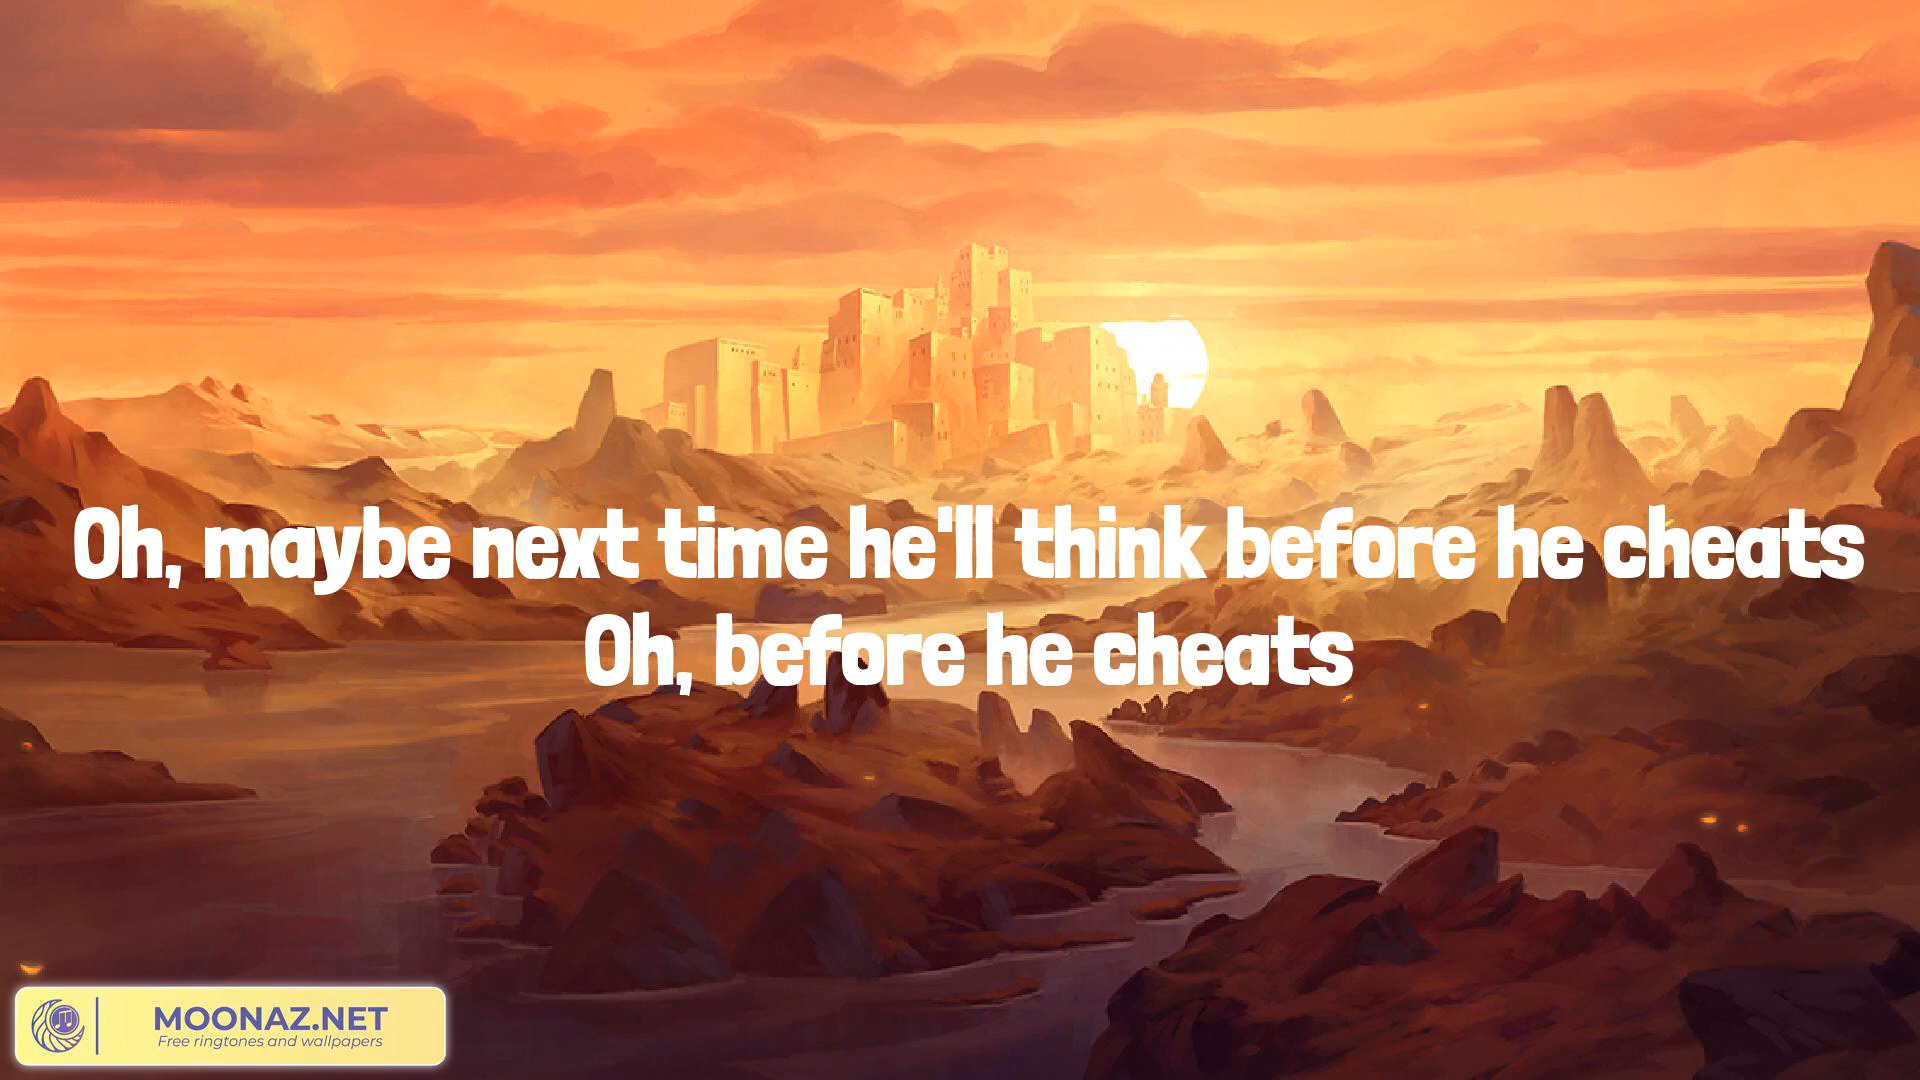 Oh, maybe next time he'll think before he cheats
Oh, before he cheats
MOONAZ.NET
Free ringtones and wallpapers